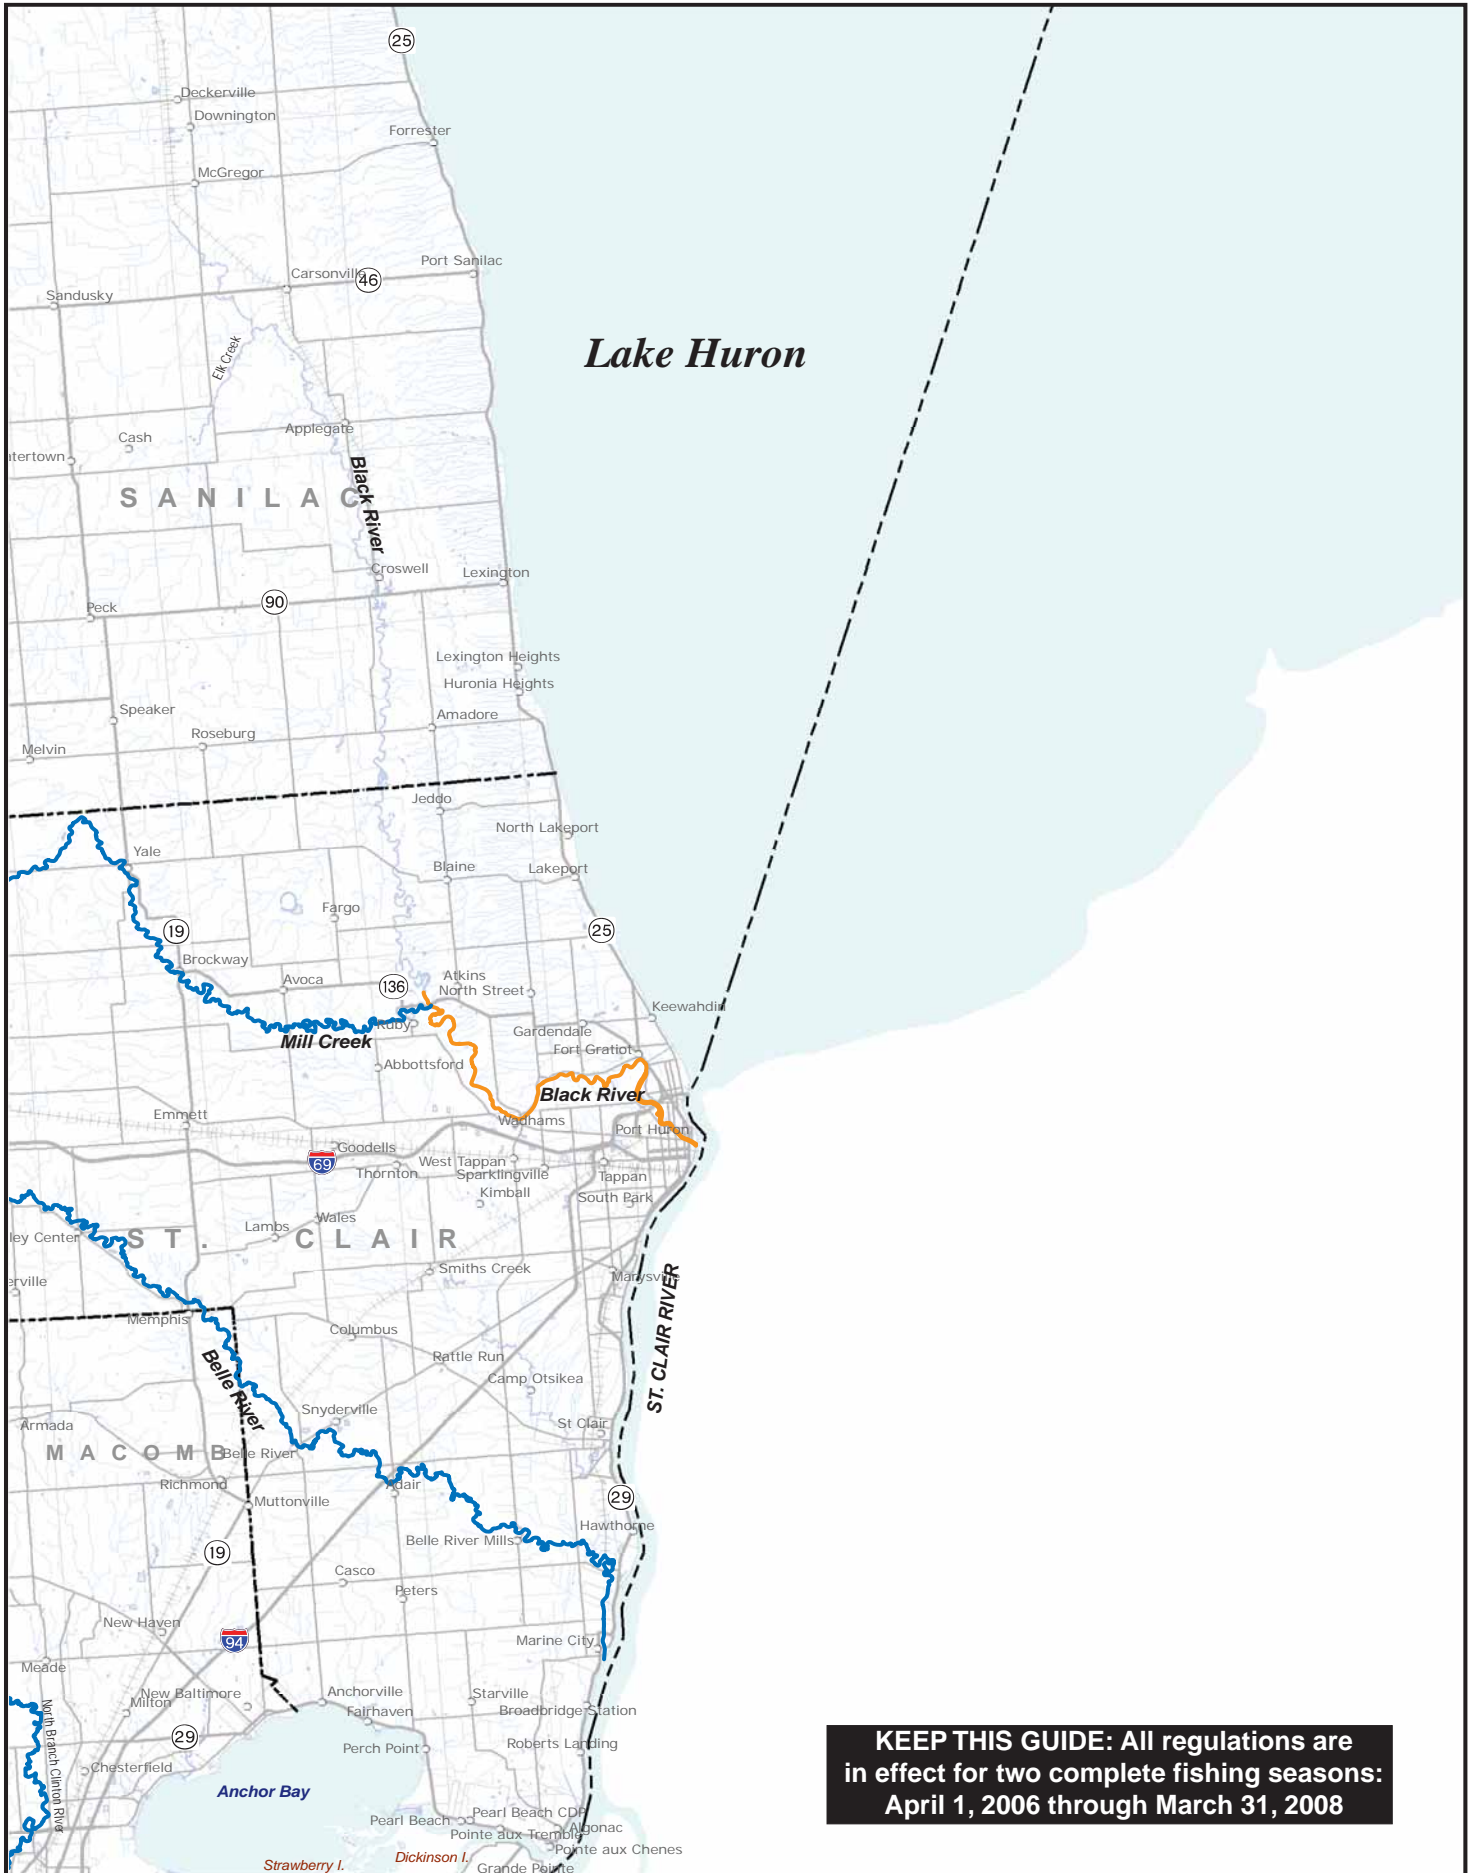 25
Deckerville
Downington
Forrester
McGregor
Port Sanilac
Carsonville
46
Sandusky
Lake Huron
Elk Creek
Applegate
Cash
atertown
Black River
SANILAC
Croswell
Lexington
90
Peck
Lexington Heights
Huronia Heights
Speaker
Amadore
Roseburg
Melvin
Jeddo
North Lakeport
Yale
Blaine
Lakeport
Fargo
19
25
Brockway
Avoca
136
Atkins
North Street
Keewahdin
Ruby
Gardendale
Mill Creek
Fort Gratiot
Abbottsford
Black River
Emmett
Wadhams
Port Huron
Goodells
69
Thornton
West Tappan
Sparklingville
Tappan
Kimball
South Park
Wales
Lambs
ley Center
ST. CLAIR
Smiths Creek
Marysville
erville
ST. CLAIR RIVER
Memphis
Columbus
Rattle Run
Belle River
Camp Otsikea
Snyderville
Armada
St Clair
MACOMB
Belle River
Richmond
Adair
Muttonville
29
Hawthorne
Belle River Mills
19
Casco
Peters
New Haven
94
Marine City
Meade
New Baltimore
Milton
Anchorville
Starville
Fairhaven
Broadbridge Station
North Branch Clinton River
29
Perch Point
Roberts Landing
Chesterfield
Anchor Bay
Pearl Beach
Pearl Beach CDP
Pointe aux Tremble
Algonac
Pointe aux Chenes
Strawberry I.
Dickinson I.
Grande Pointe
KEEP THIS GUIDE: All regulations are
in effect for two complete fishing seasons:
April 1, 2006 through March 31, 2008